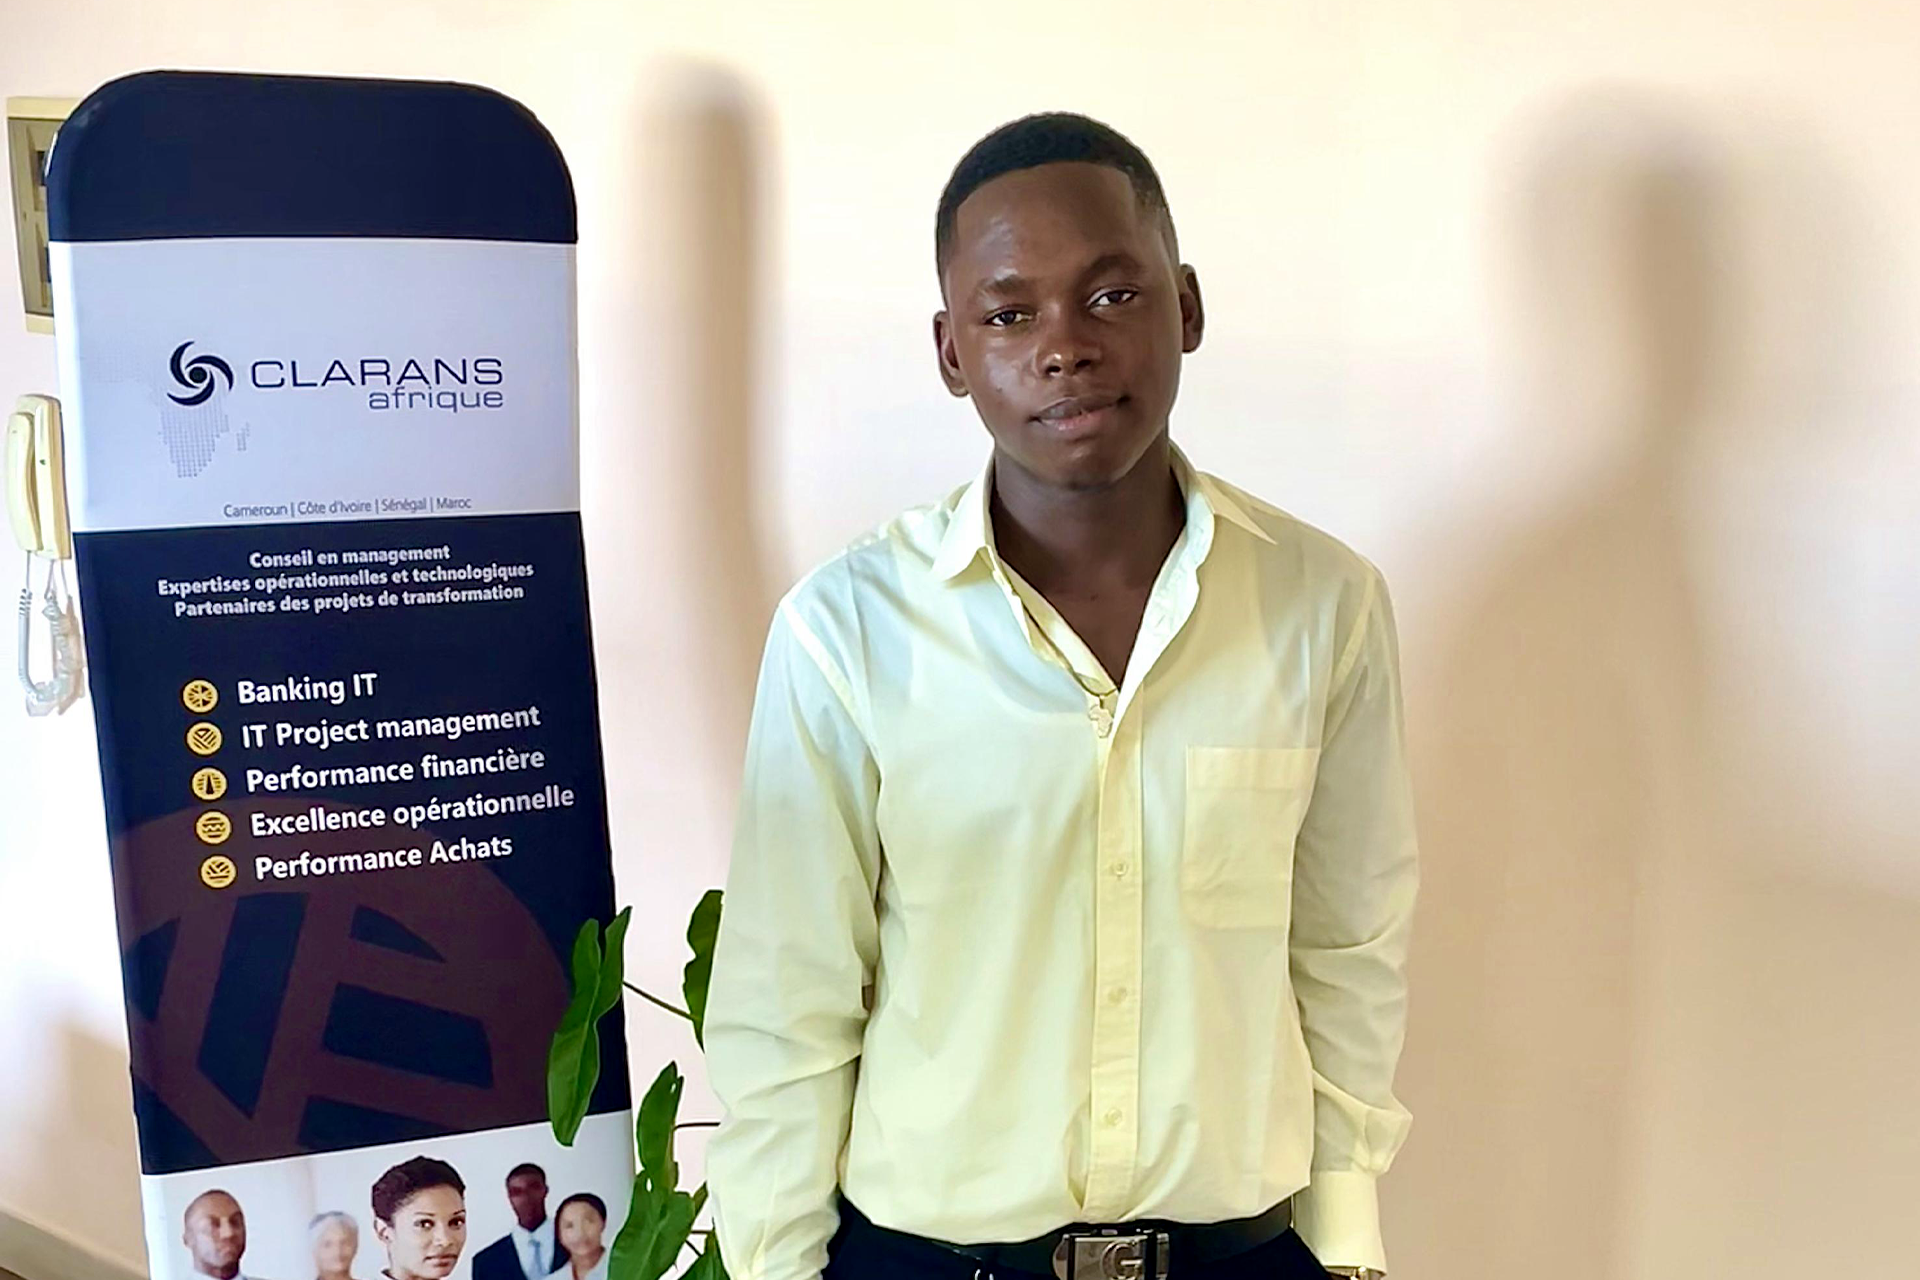 CLARANS
afrique
Cameroun | Côte d'Ivoire | Sénégal | Maroc
Conseil en management
Expertises opérationnelles et technologiques
Partenaires des projets de transformation
Banking IT
IT Project management
Performance financière
Excellence opérationnelle
Performance Achats
G